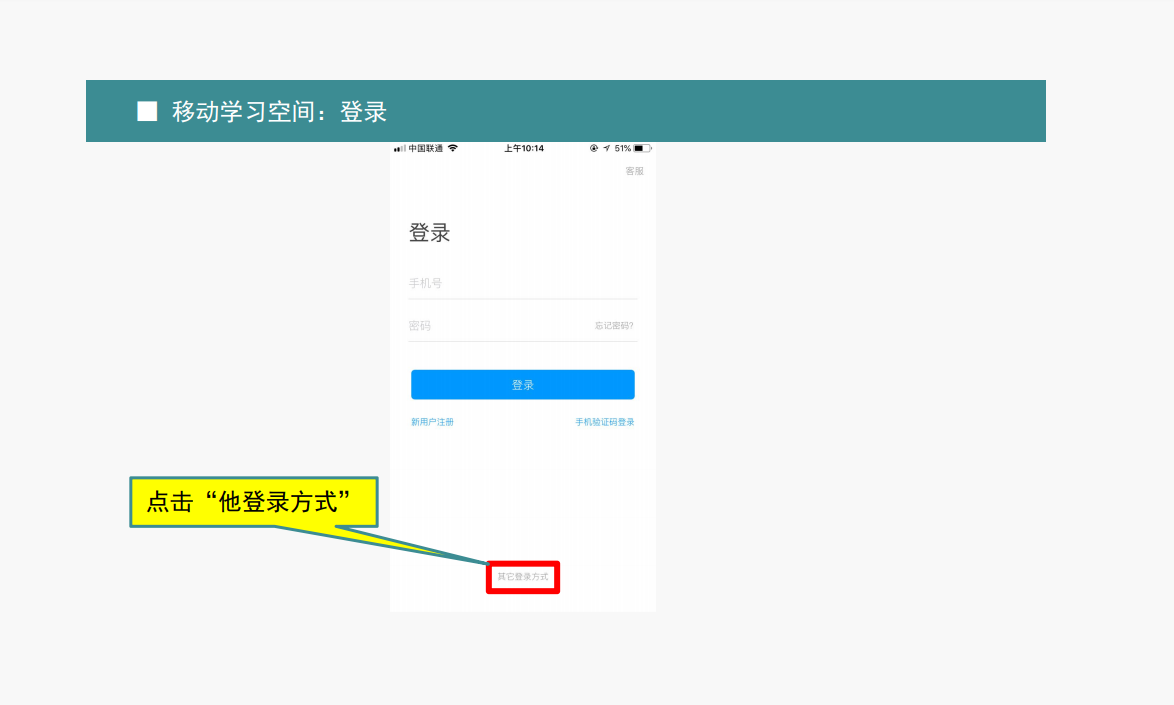 ■ 移动学习空间：登录
中国联通 上午10:14 51%
客服
登录
手机号
密码 忘记密码?
登录
新用户注册 手机验证码登录
点击“他登录方式”
其它登录方式